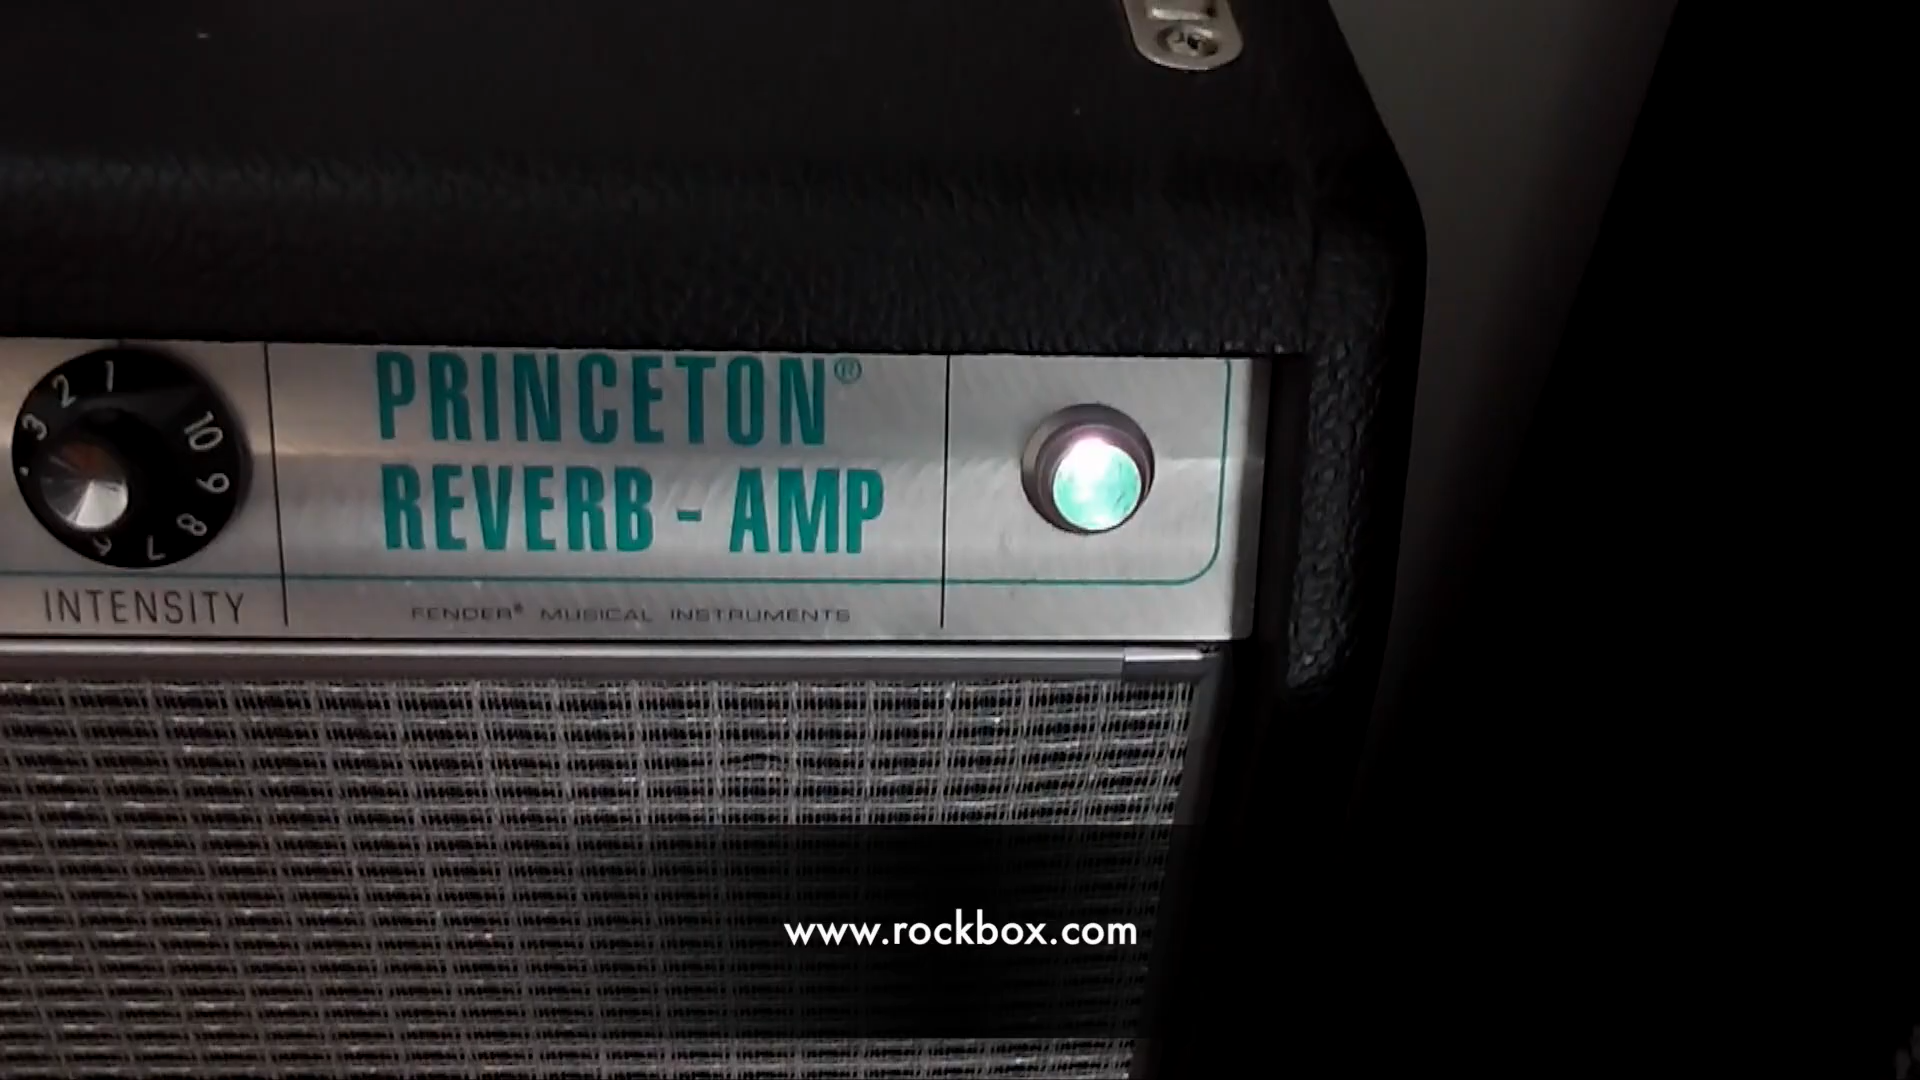 1
2
3
10
9
8
7
PRINCETON®
REVERB - AMP
INTENSITY
FENDER® MUSICAL INSTRUMENTS
www.rockbox.com